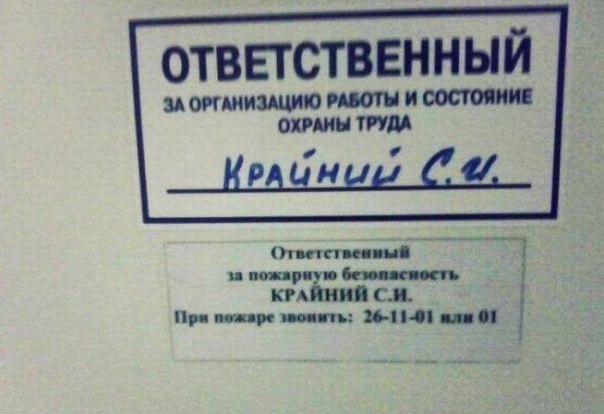 ОТВЕТСТВЕННЫЙ
ЗА ОРГАНИЗАЦИЮ РАБОТЫ И СОСТОЯНИЕ
ОХРАНЫ ТРУДА
КРАЙНИЙ С.И.
Ответственный
за пожарную безопасность
КРАЙНИЙ С.И.
При пожаре звонить: 26-11-01 или 01